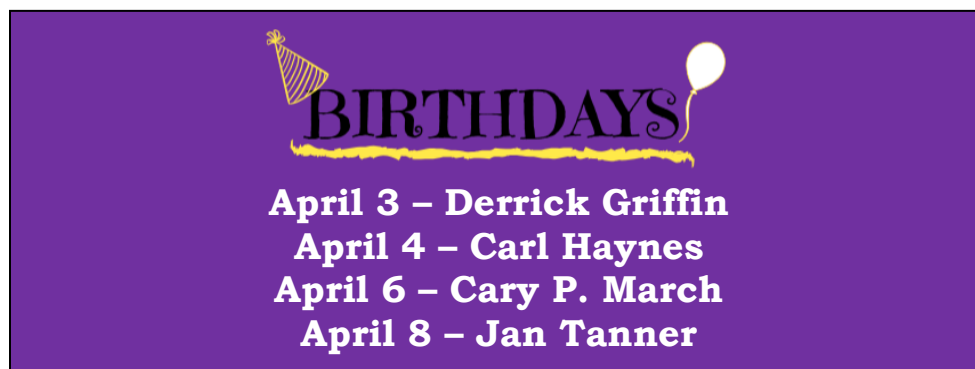 BIRTHDAYS
April 3 – Derrick Griffin
April 4 – Carl Haynes
April 6 – Cary P. March
April 8 – Jan Tanner